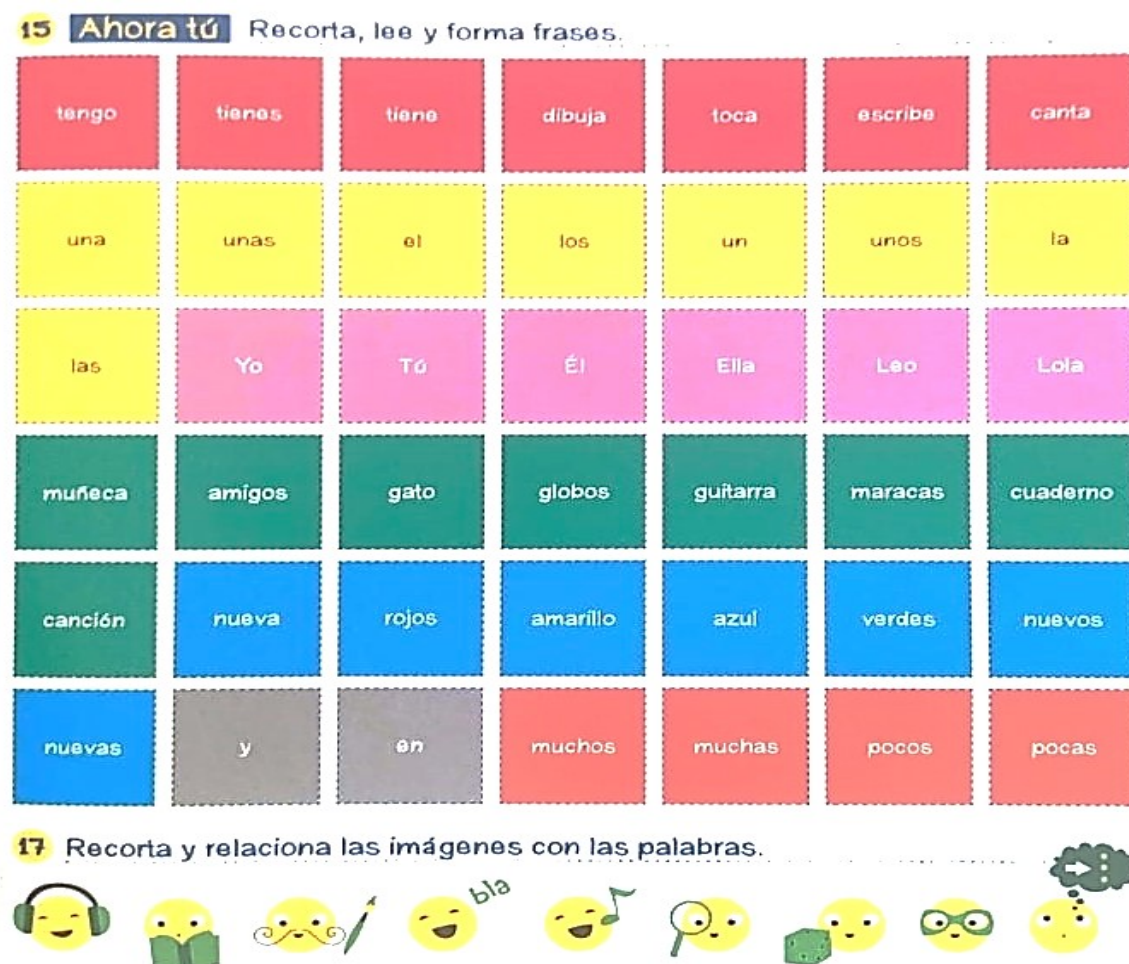 15 Ahora tú Recorta, lee y forma frases.
tengo tienes tiene dibuja toca escribe canta
una unas el los un unos la
las Yo Tú Él Ella Leo Lola
muñeca amigos gato globos guitarra maracas cuaderno
canción nueva rojos amarillo azul verdes nuevos
nuevas y en muchos muchas pocos pocas
17 Recorta y relaciona las imágenes con las palabras.
bla